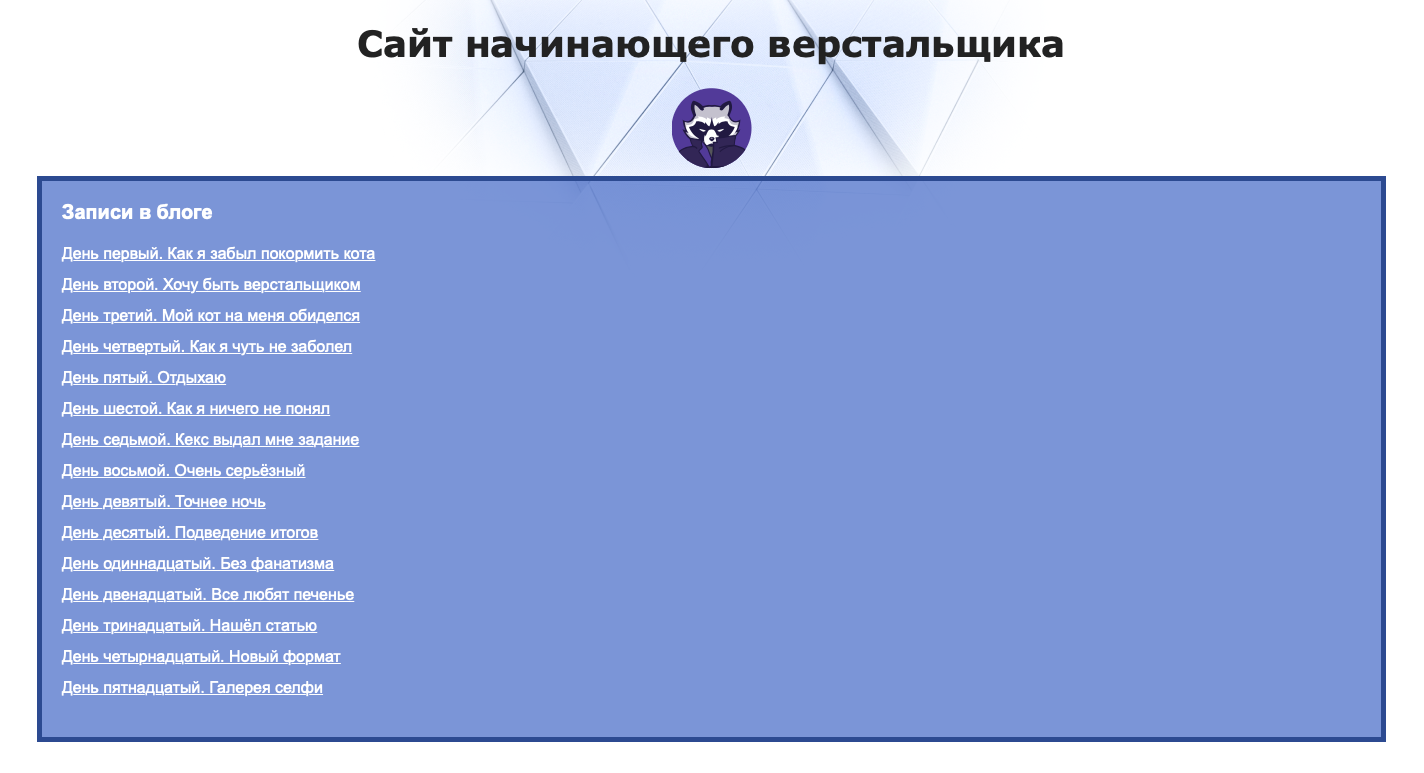 Сайт начинающего верстальщика
Записи в блоге
День первый. Как я забыл покормить кота
День второй. Хочу быть верстальщиком
День третий. Мой кот на меня обиделся
День четвертый. Как я чуть не заболел
День пятый. Отдыхаю
День шестой. Как я ничего не понял
День седьмой. Кекс выдал мне задание
День восьмой. Очень серьёзный
День девятый. Точнее ночь
День десятый. Подведение итогов
День одиннадцатый. Без фанатизма
День двенадцатый. Все любят печенье
День тринадцатый. Нашёл статью
День четырнадцатый. Новый формат
День пятнадцатый. Галерея селфи